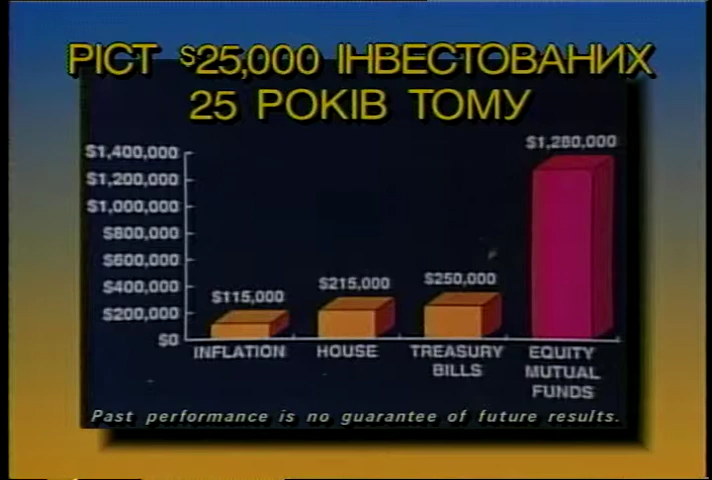 РІСТ $25,000 ІНВЕСТОВАНИХ
25 РОКІВ ТОМУ
$1,280,000
$1,400,000
$1,200,000
$1,000,000
$800,000
$600,000
$400,000
$200,000
$0
$115,000
$215,000
$250,000
INFLATION
HOUSE
TREASURY
BILLS
EQUITY
MUTUAL
FUNDS
Past performance is no guarantee of future results.